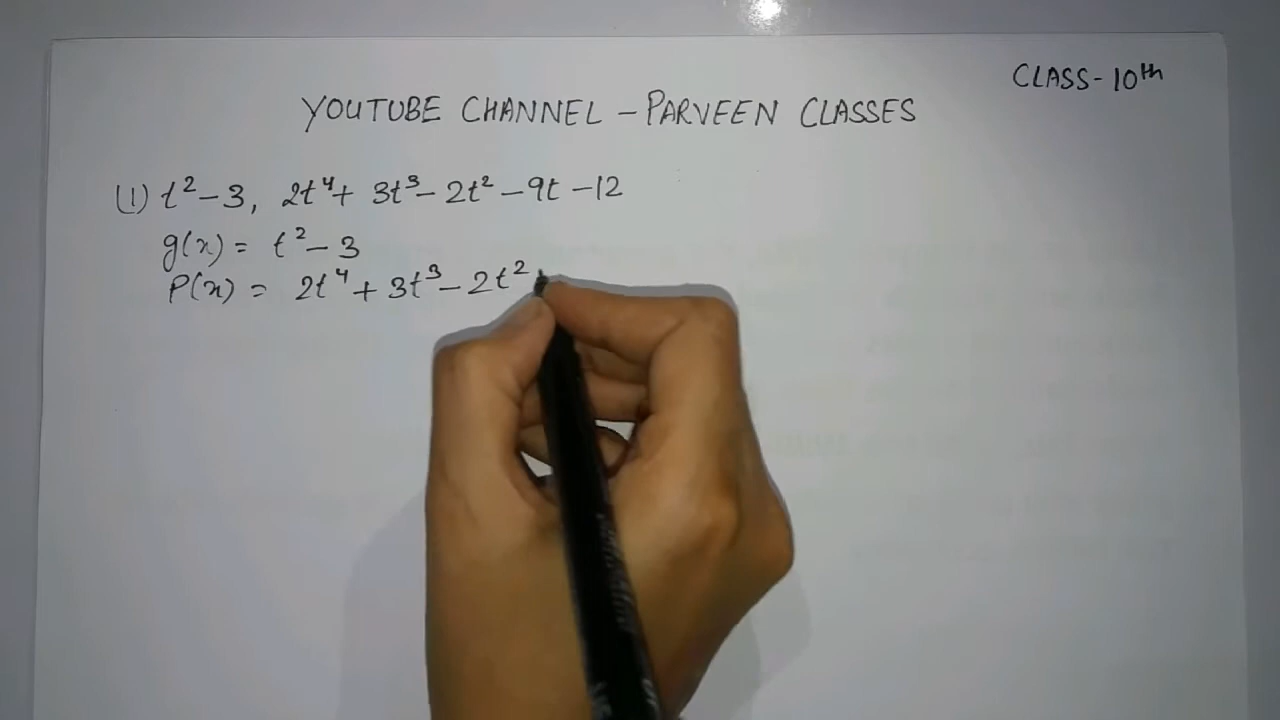 CLASS-10th
YOUTUBE CHANNEL - PARVEEN CLASSES
(1) t² - 3, 2t⁴ + 3t³ - 2t² - 9t - 12
g(x) = t² - 3
P(x) = 2t⁴ + 3t³ - 2t²